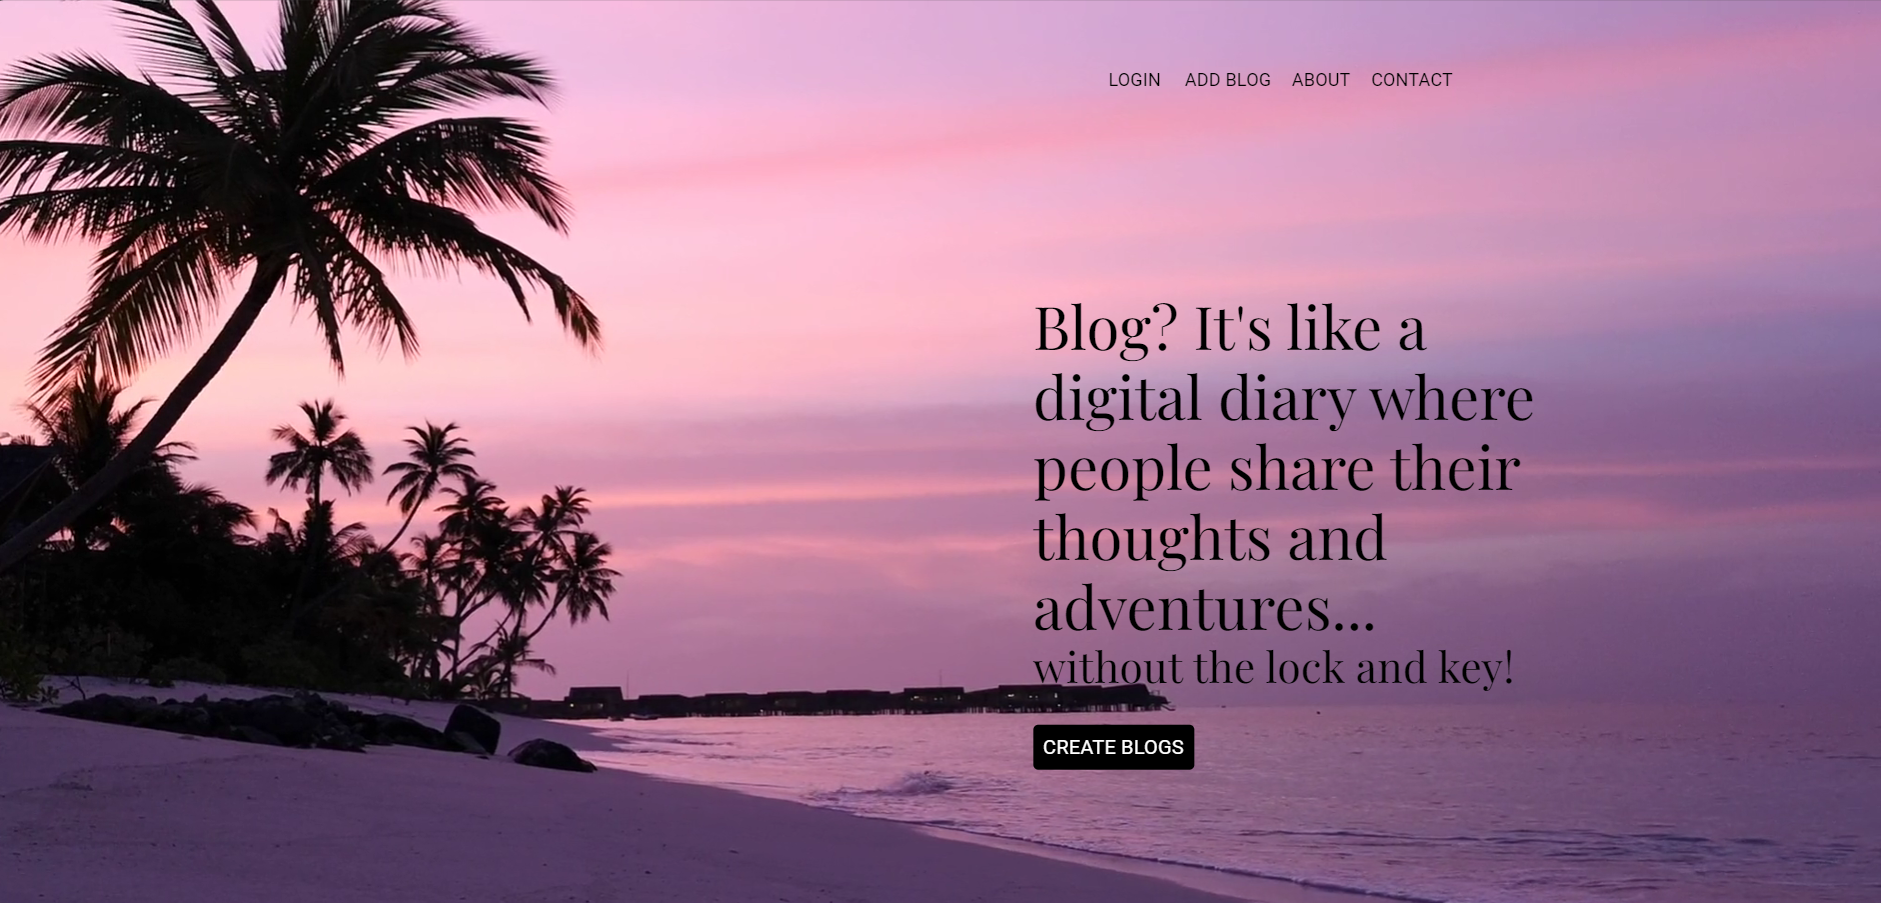 LOGIN ADD BLOG ABOUT CONTACT
Blog? It's like a
digital diary where
people share their
thoughts and
adventures...
without the lock and key!
CREATE BLOGS